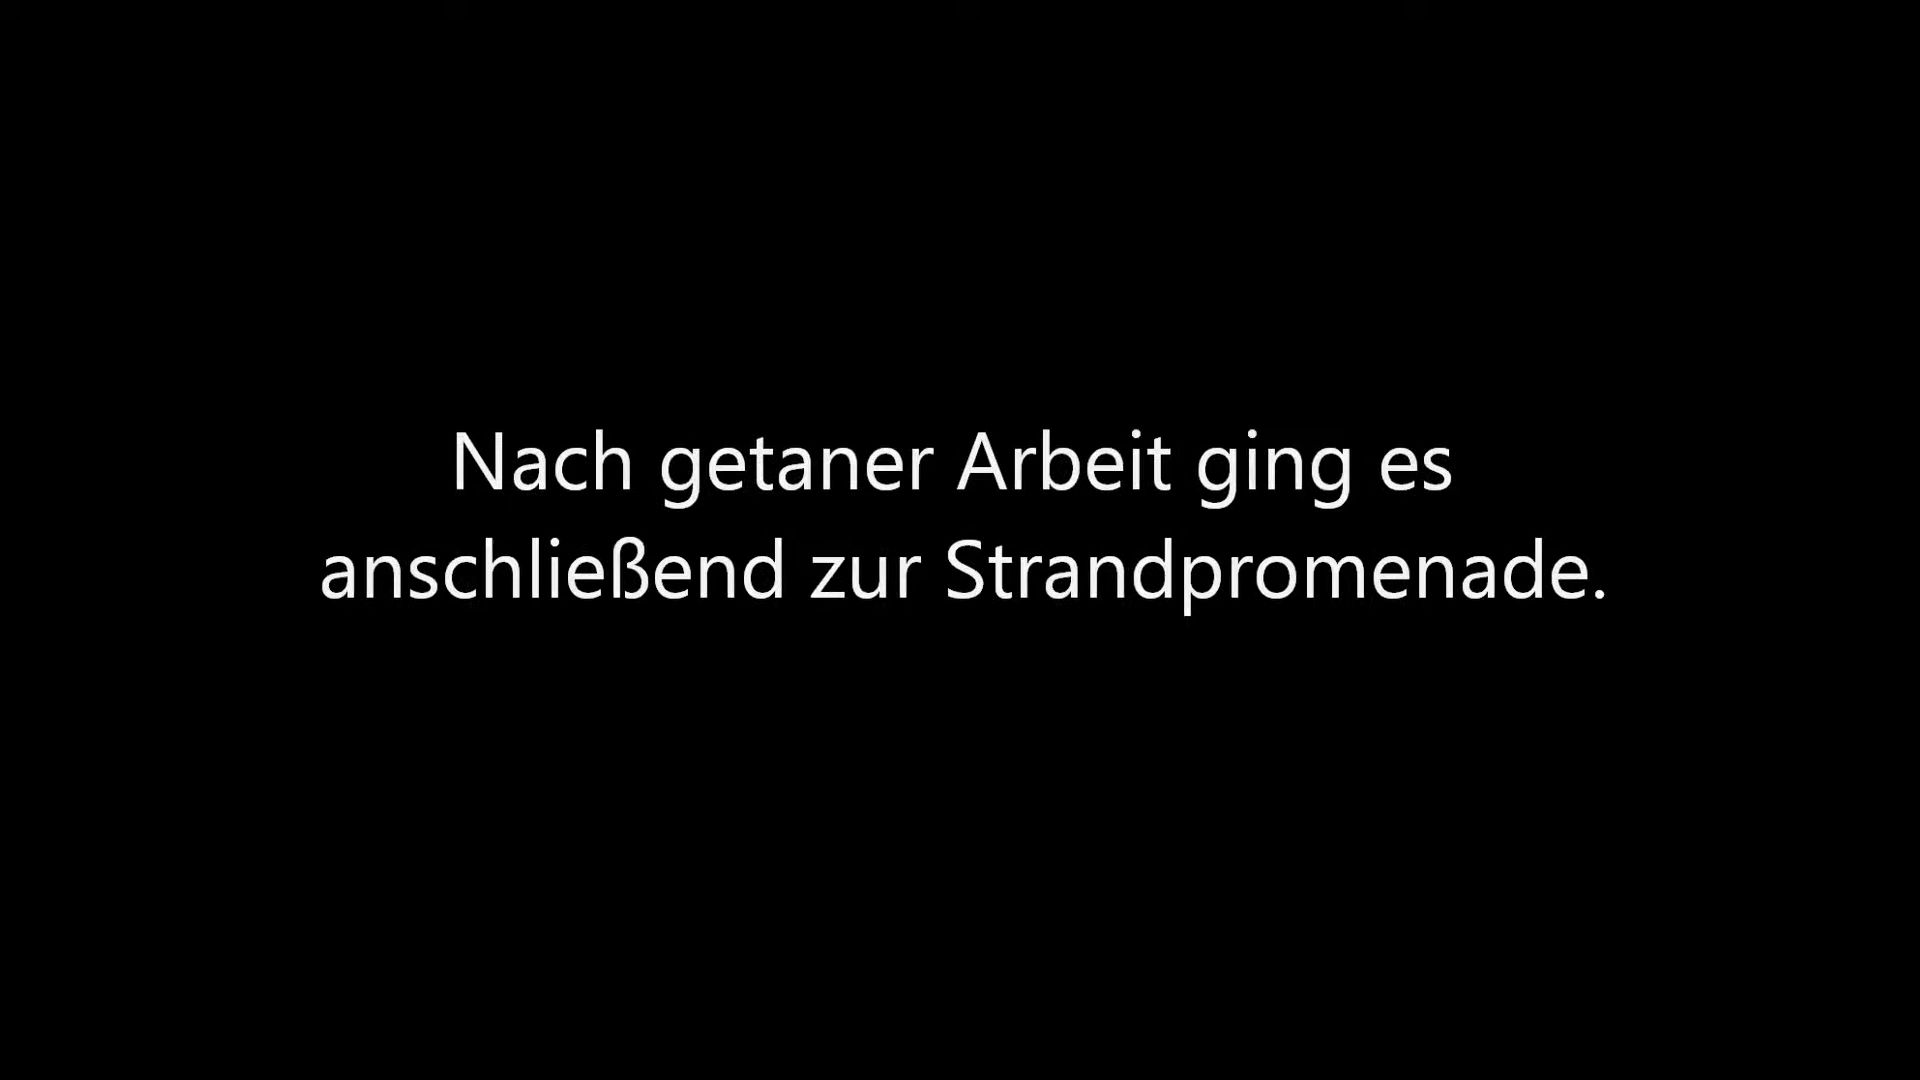 Nach getaner Arbeit ging es
anschließend zur Strandpromenade.